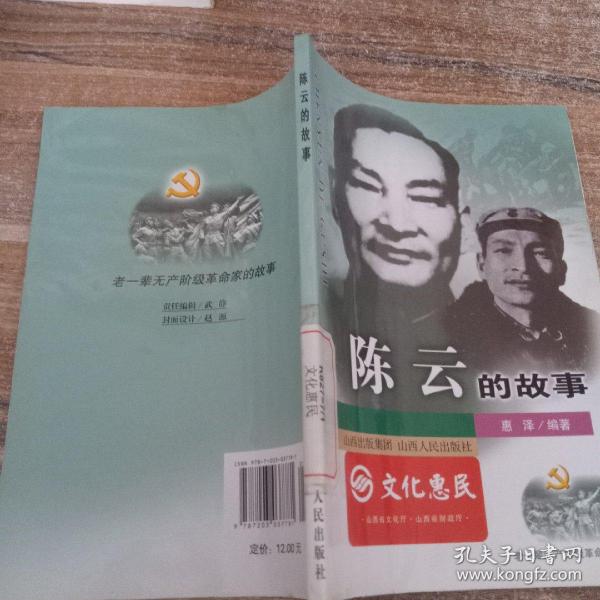 陈云的故事
老一辈无产阶级革命家的故事
责任编辑/武 静
封面设计/赵 源
文化惠民
人民出版社
定价:12.00元
陈云的故事
惠 泽/编著
山西出版集团 山西人民出版社
文化惠民
·山西省文化厅·山西省财政厅·
孔夫子旧书网
www.kongfz.com